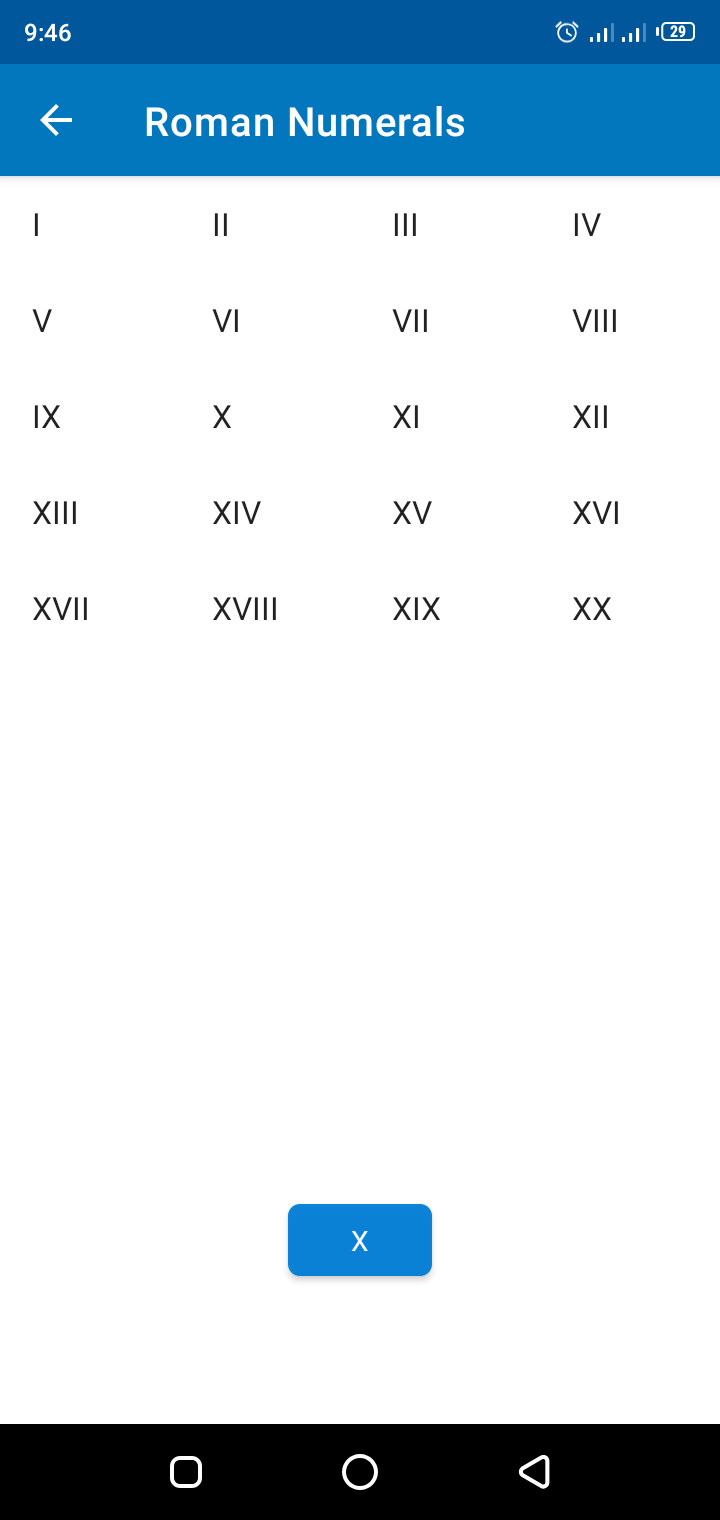 9:46 29
Roman Numerals
I II III IV
V VI VII VIII
IX X XI XII
XIII XIV XV XVI
XVII XVIII XIX XX
X